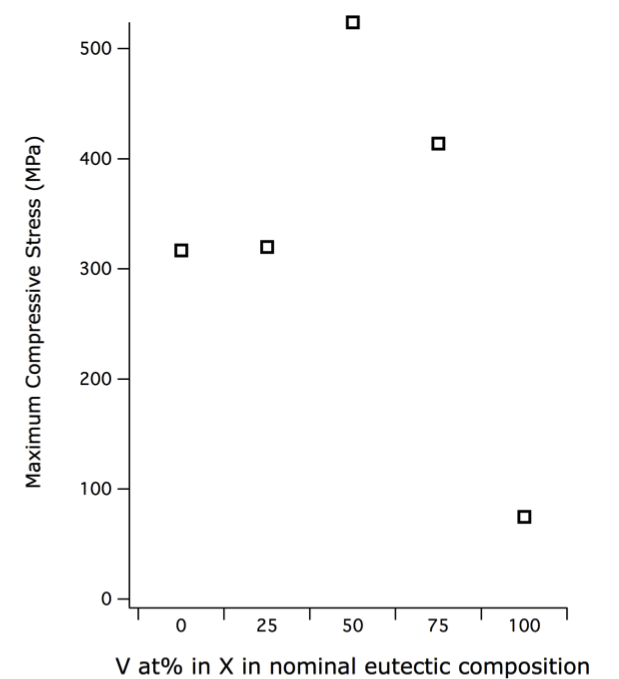 Maximum Compressive Stress (MPa)
500
400
300
200
100
0
0 25 50 75 100
V at% in X in nominal eutectic composition